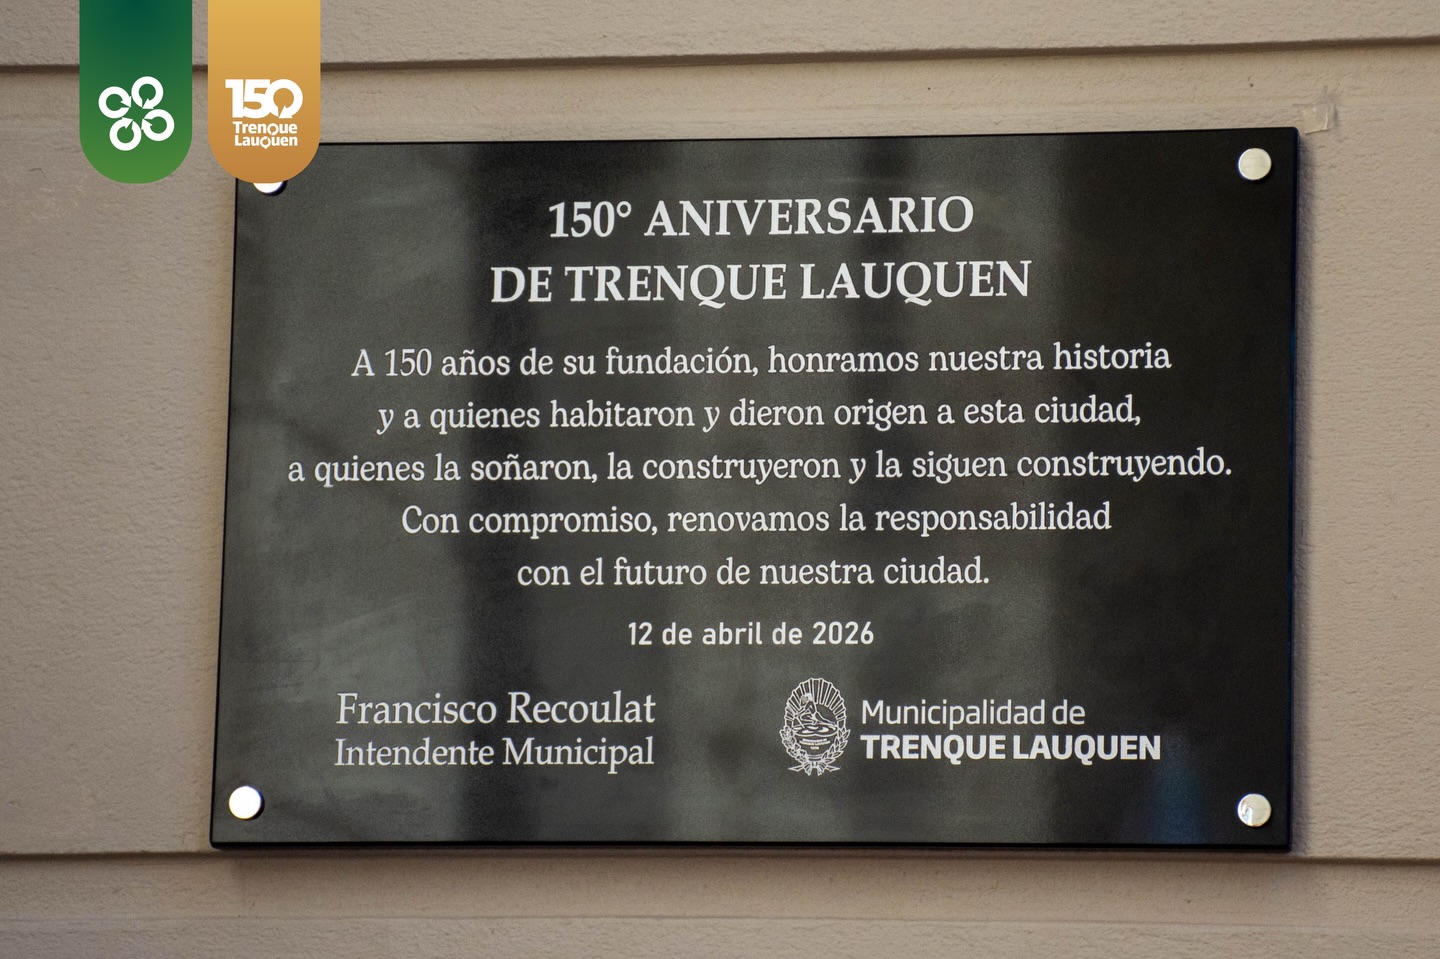 150
Trenque
Lauquen
150° ANIVERSARIO
DE TRENQUE LAUQUEN
A 150 años de su fundación, honramos nuestra historia
y a quienes habitaron y dieron origen a esta ciudad,
a quienes la soñaron, la construyeron y la siguen construyendo.
Con compromiso, renovamos la responsabilidad
con el futuro de nuestra ciudad.
12 de abril de 2026
Francisco Recoulat
Intendente Municipal
Municipalidad de
TRENQUE LAUQUEN